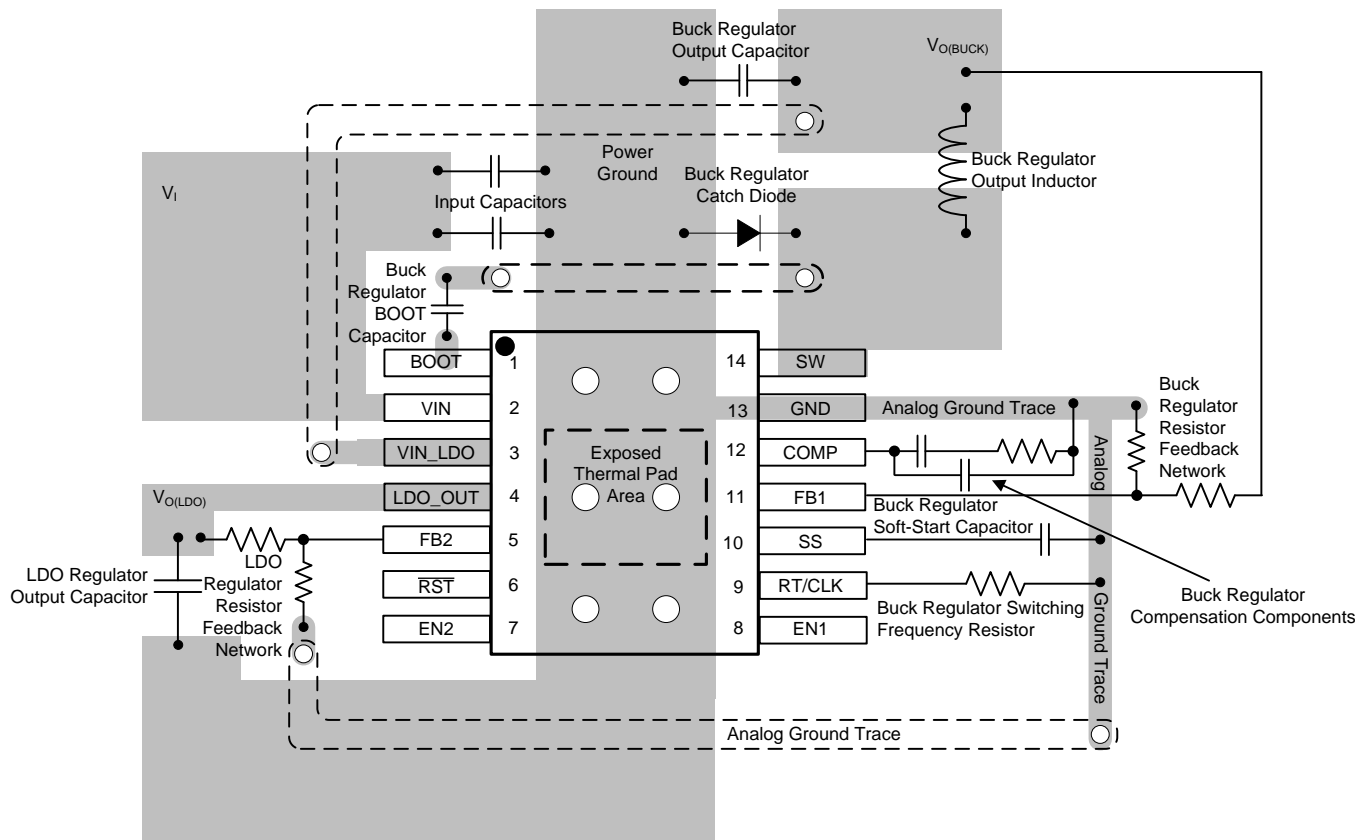 Buck Regulator
Output Capacitor
VO(BUCK)
Buck Regulator
Output Inductor
Power
Ground
Buck Regulator
Catch Diode
VI
Input Capacitors
Buck
Regulator
BOOT
Capacitor
BOOT 1
VIN 2
VIN_LDO 3
LDO_OUT 4
FB2 5
RST 6
EN2 7
Exposed
Thermal Pad
Area
14 SW
13 GND
12 COMP
11 FB1
10 SS
9 RT/CLK
8 EN1
Analog Ground Trace
Buck
Regulator
Resistor
Feedback
Network
Analog
Ground Trace
Buck Regulator
Soft-Start Capacitor
Buck Regulator Switching
Frequency Resistor
Buck Regulator
Compensation Components
VO(LDO)
LDO Regulator
Output Capacitor
LDO
Regulator
Resistor
Feedback
Network
Analog Ground Trace